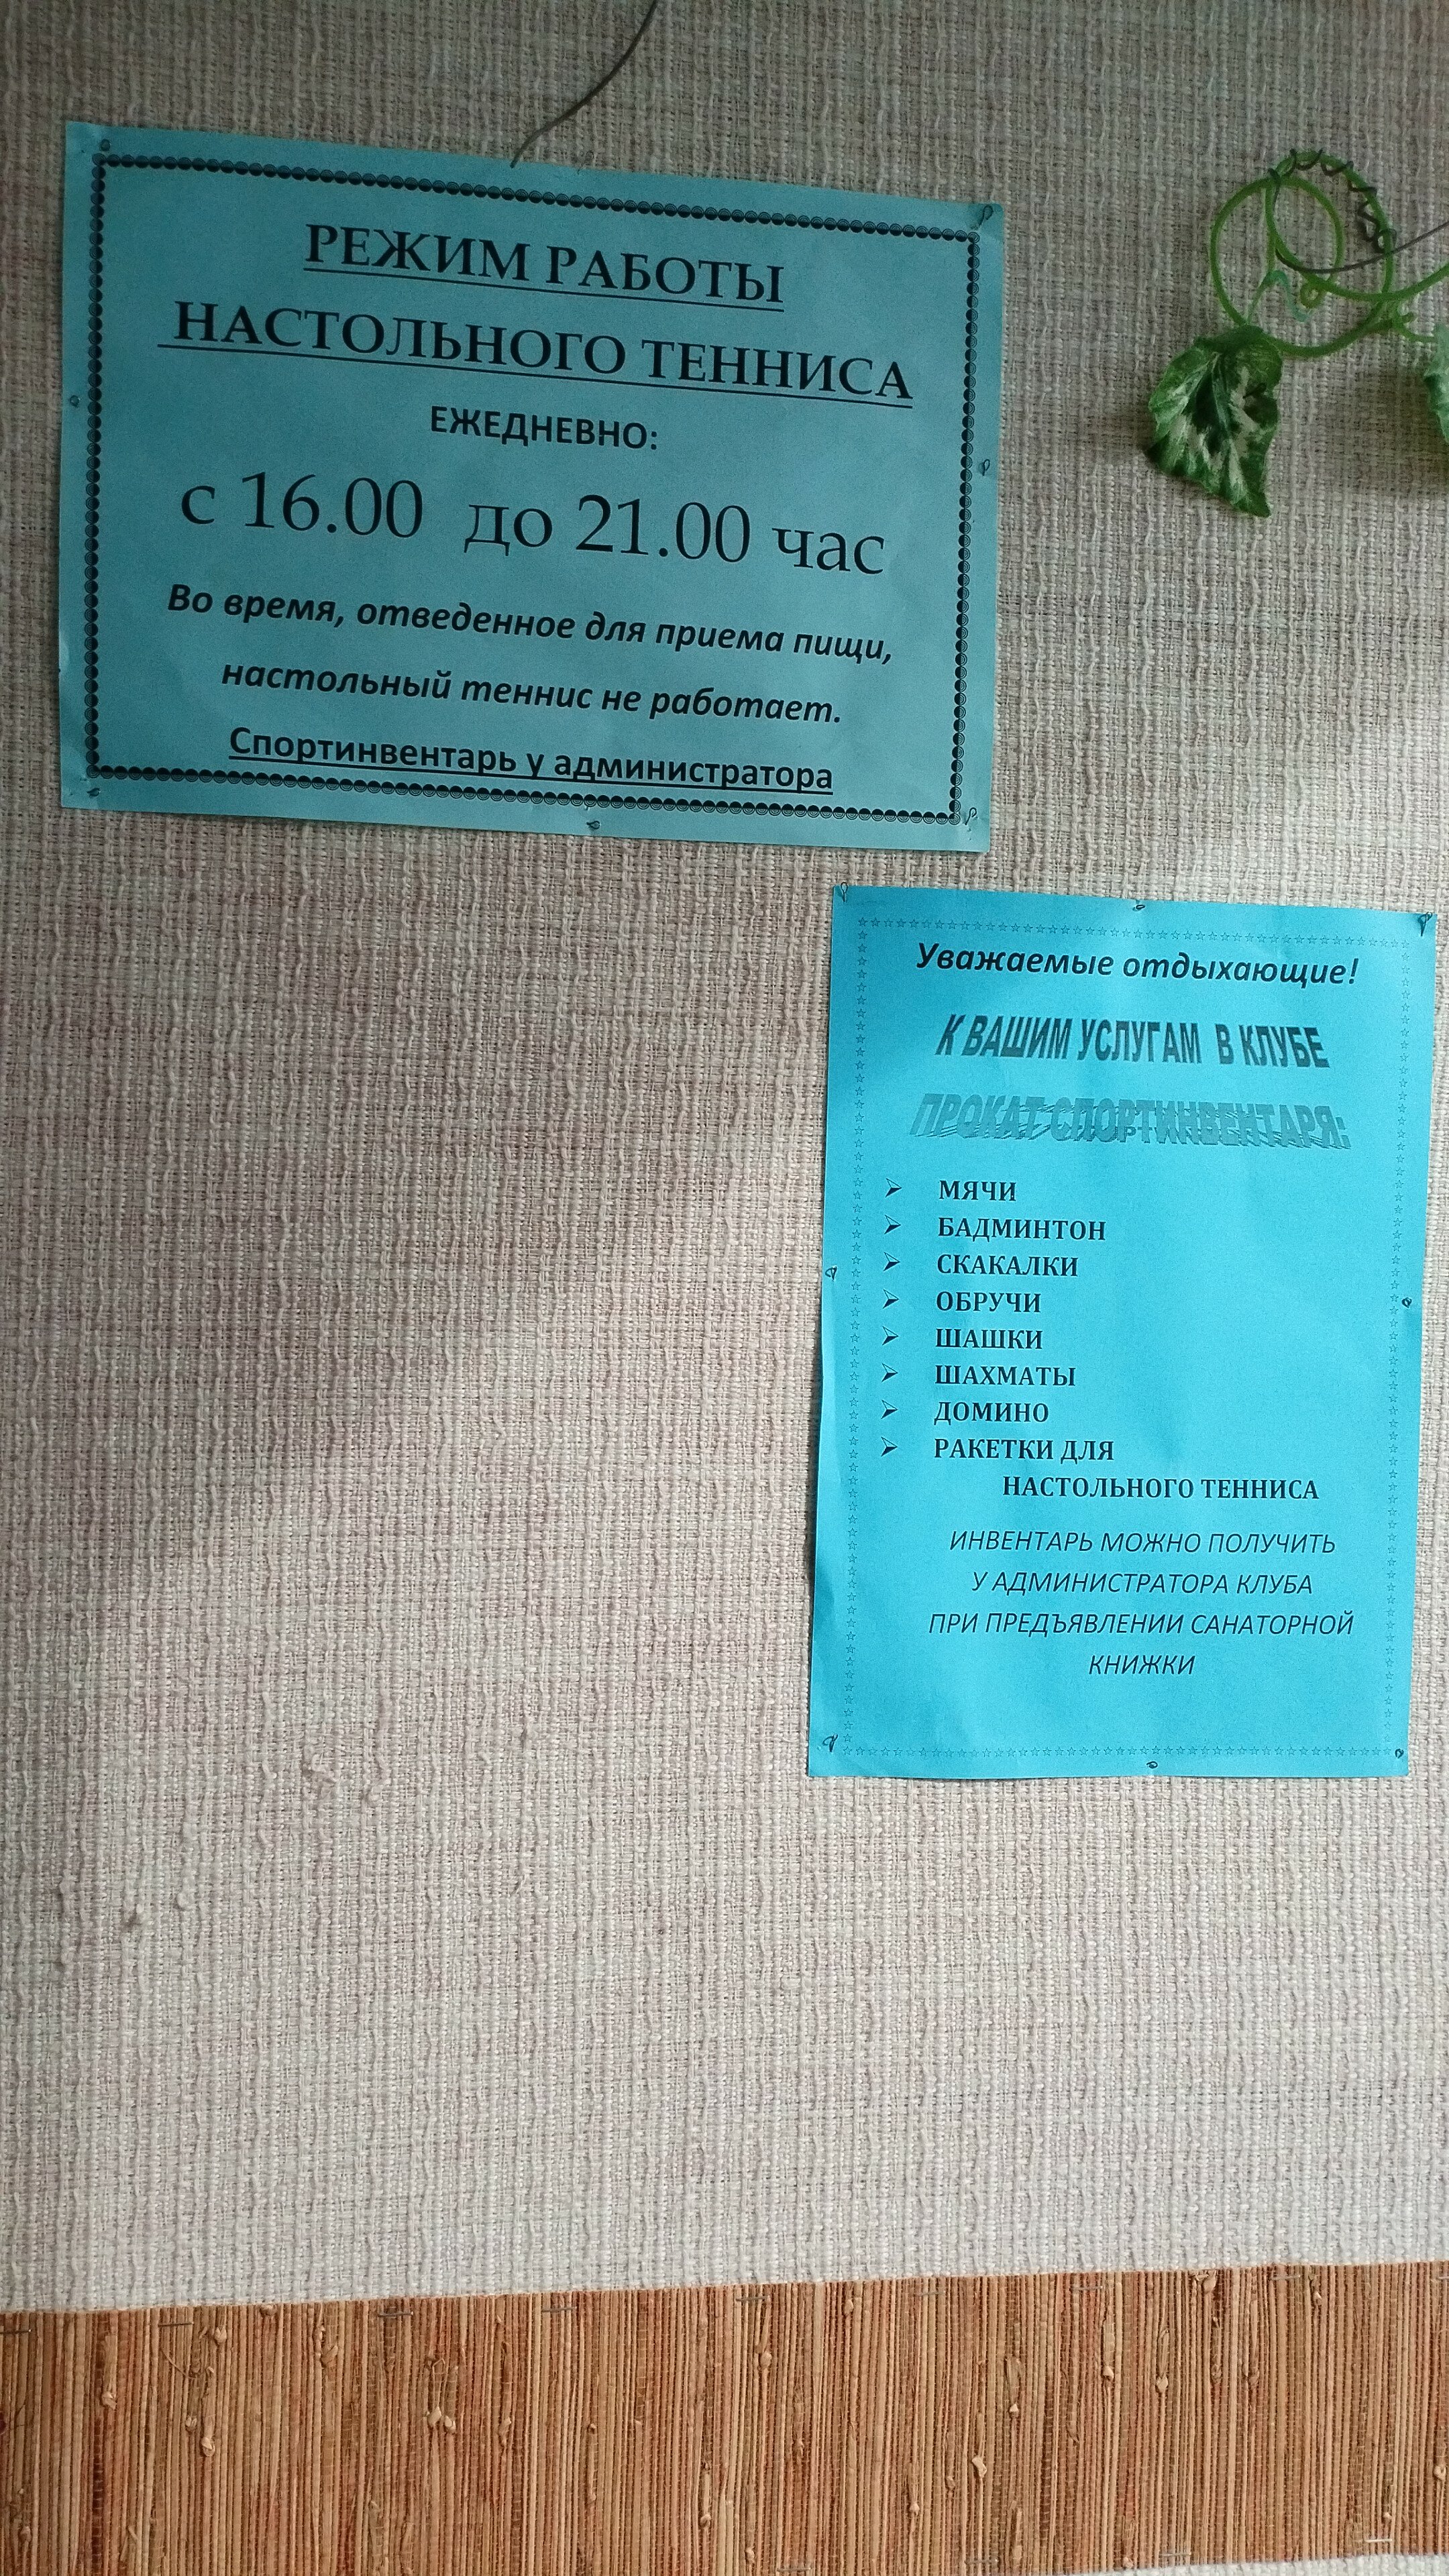 РЕЖИМ РАБОТЫ
НАСТОЛЬНОГО ТЕННИСА
ЕЖЕДНЕВНО:
с 16.00 до 21.00 час
Во время, отведенное для приема пищи,
настольный теннис не работает.
Спортинвентарь у администратора
Уважаемые отдыхающие!
К ВАШИМ УСЛУГАМ В КЛУБЕ
ПРОКАТ СПОРТИНВЕНТАРЯ:
➢ МЯЧИ
➢ БАДМИНТОН
➢ СКАКАЛКИ
➢ ОБРУЧИ
➢ ШАШКИ
➢ ШАХМАТЫ
➢ ДОМИНО
➢ РАКЕТКИ ДЛЯ
НАСТОЛЬНОГО ТЕННИСА
ИНВЕНТАРЬ МОЖНО ПОЛУЧИТЬ
У АДМИНИСТРАТОРА КЛУБА
ПРИ ПРЕДЪЯВЛЕНИИ САНАТОРНОЙ
КНИЖКИ